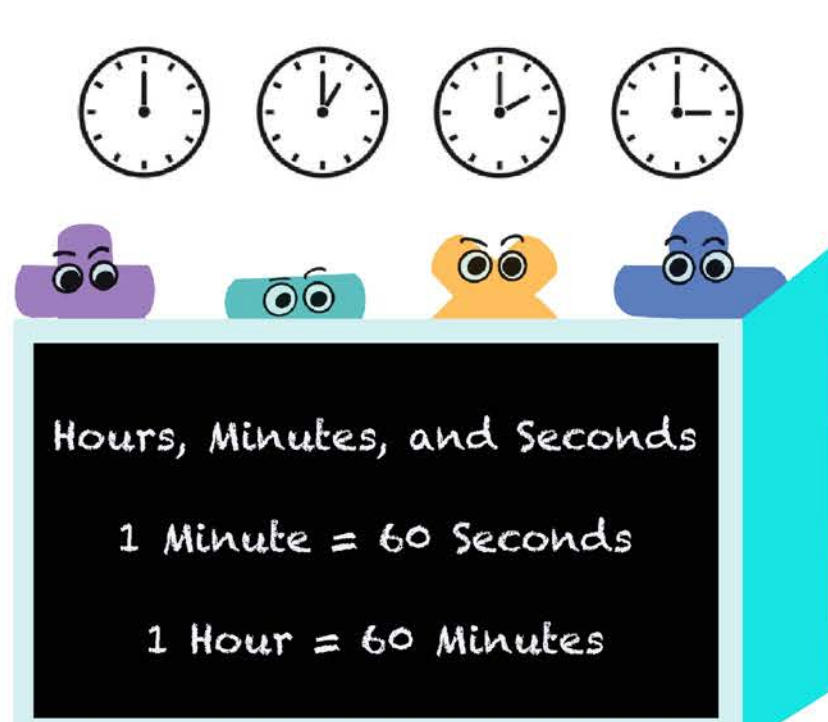 Hours, Minutes, and Seconds
1 Minute = 60 Seconds
1 Hour = 60 Minutes